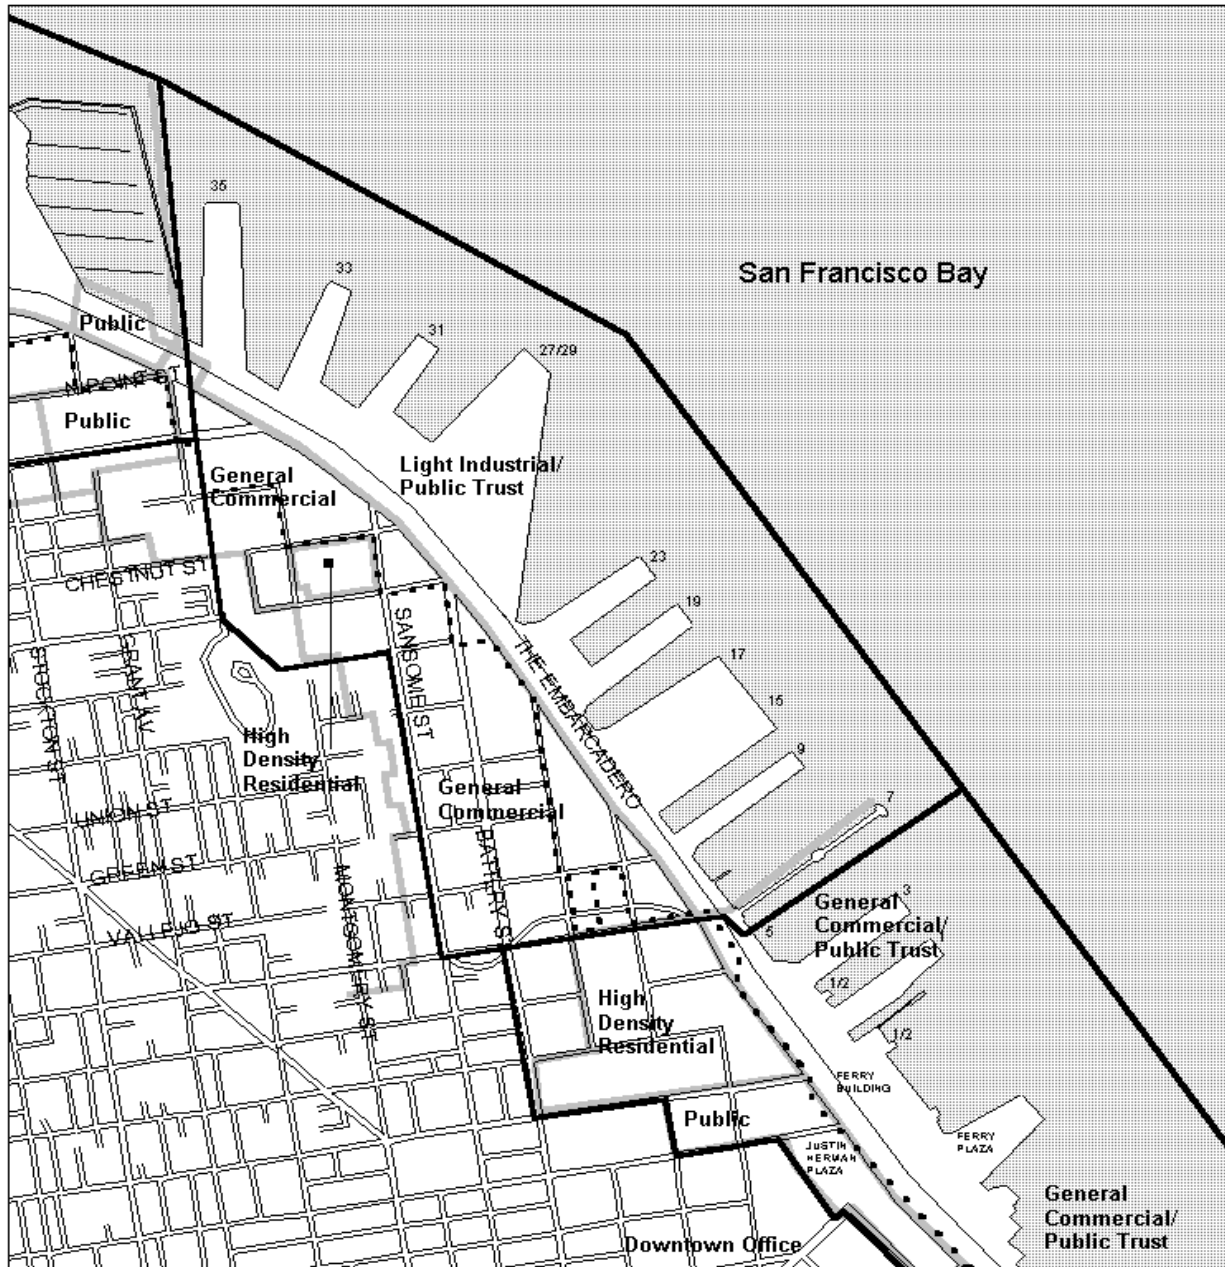 35
San Francisco Bay
33
Public
31
27/29
N. POINT ST
Public
General
Commercial
Light Industrial/
Public Trust
CHESTNUT ST
23
19
SANSOME ST
THE EMBARCADERO
17
STOCKTON ST
GRANT AV
15
High
Density
Residential
9
General
Commercial
7
UNION ST
GREEN ST
BATTERY ST
MONTGOMERY ST
3
General
Commercial/
Public Trust
VALLEJO ST
5
1/2
High
Density
Residential
1/2
FERRY
BUILDING
Public
JUSTIN
HERMAN
PLAZA
FERRY
PLAZA
General
Commercial/
Public Trust
Downtown Office